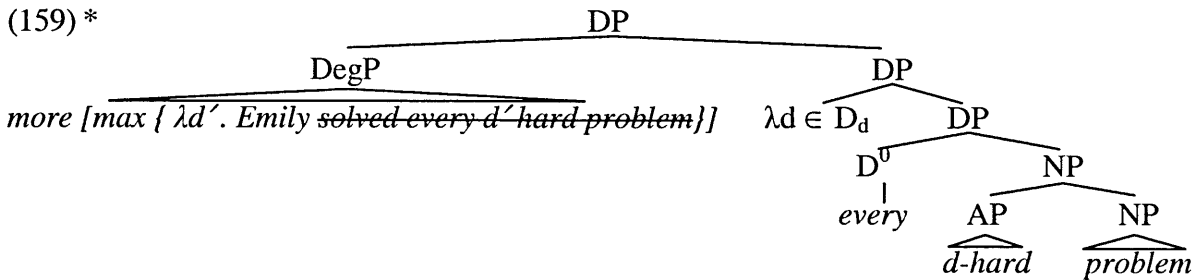 (159) * DP
DegP DP
more [max { λd′. Emily solved every d′ hard problem}] λd ∈ D_d DP
D⁰ NP
every AP NP
d-hard problem